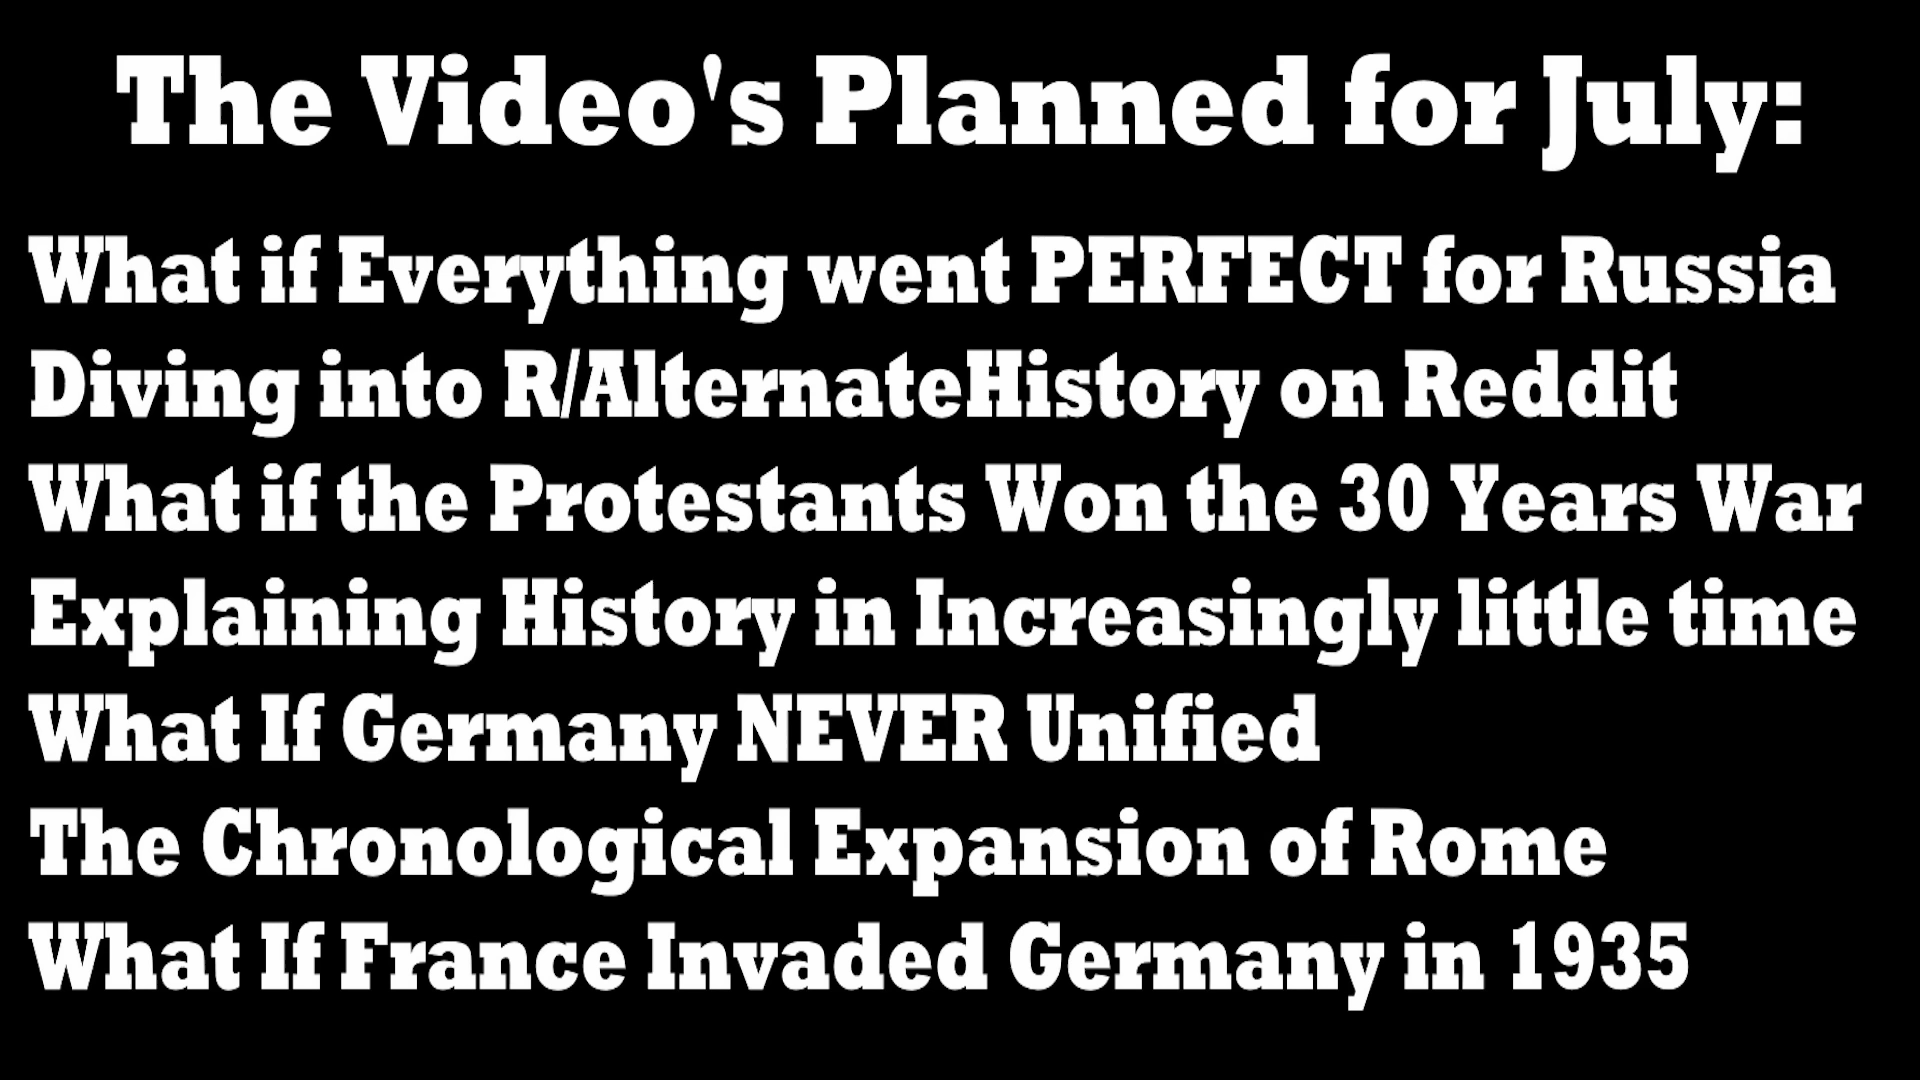 The Video's Planned for July:
What if Everything went PERFECT for Russia
Diving into R/AlternateHistory on Reddit
What if the Protestants Won the 30 Years War
Explaining History in Increasingly little time
What If Germany NEVER Unified
The Chronological Expansion of Rome
What If France Invaded Germany in 1935